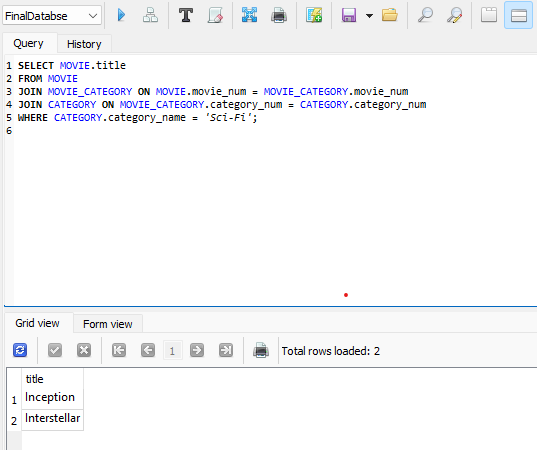 FinalDatabse
Query History
1 SELECT MOVIE.title
2 FROM MOVIE
3 JOIN MOVIE_CATEGORY ON MOVIE.movie_num = MOVIE_CATEGORY.movie_num
4 JOIN CATEGORY ON MOVIE_CATEGORY.category_num = CATEGORY.category_num
5 WHERE CATEGORY.category_name = 'Sci-Fi';
6
Grid view Form view
1 Total rows loaded: 2
title
1 Inception
2 Interstellar